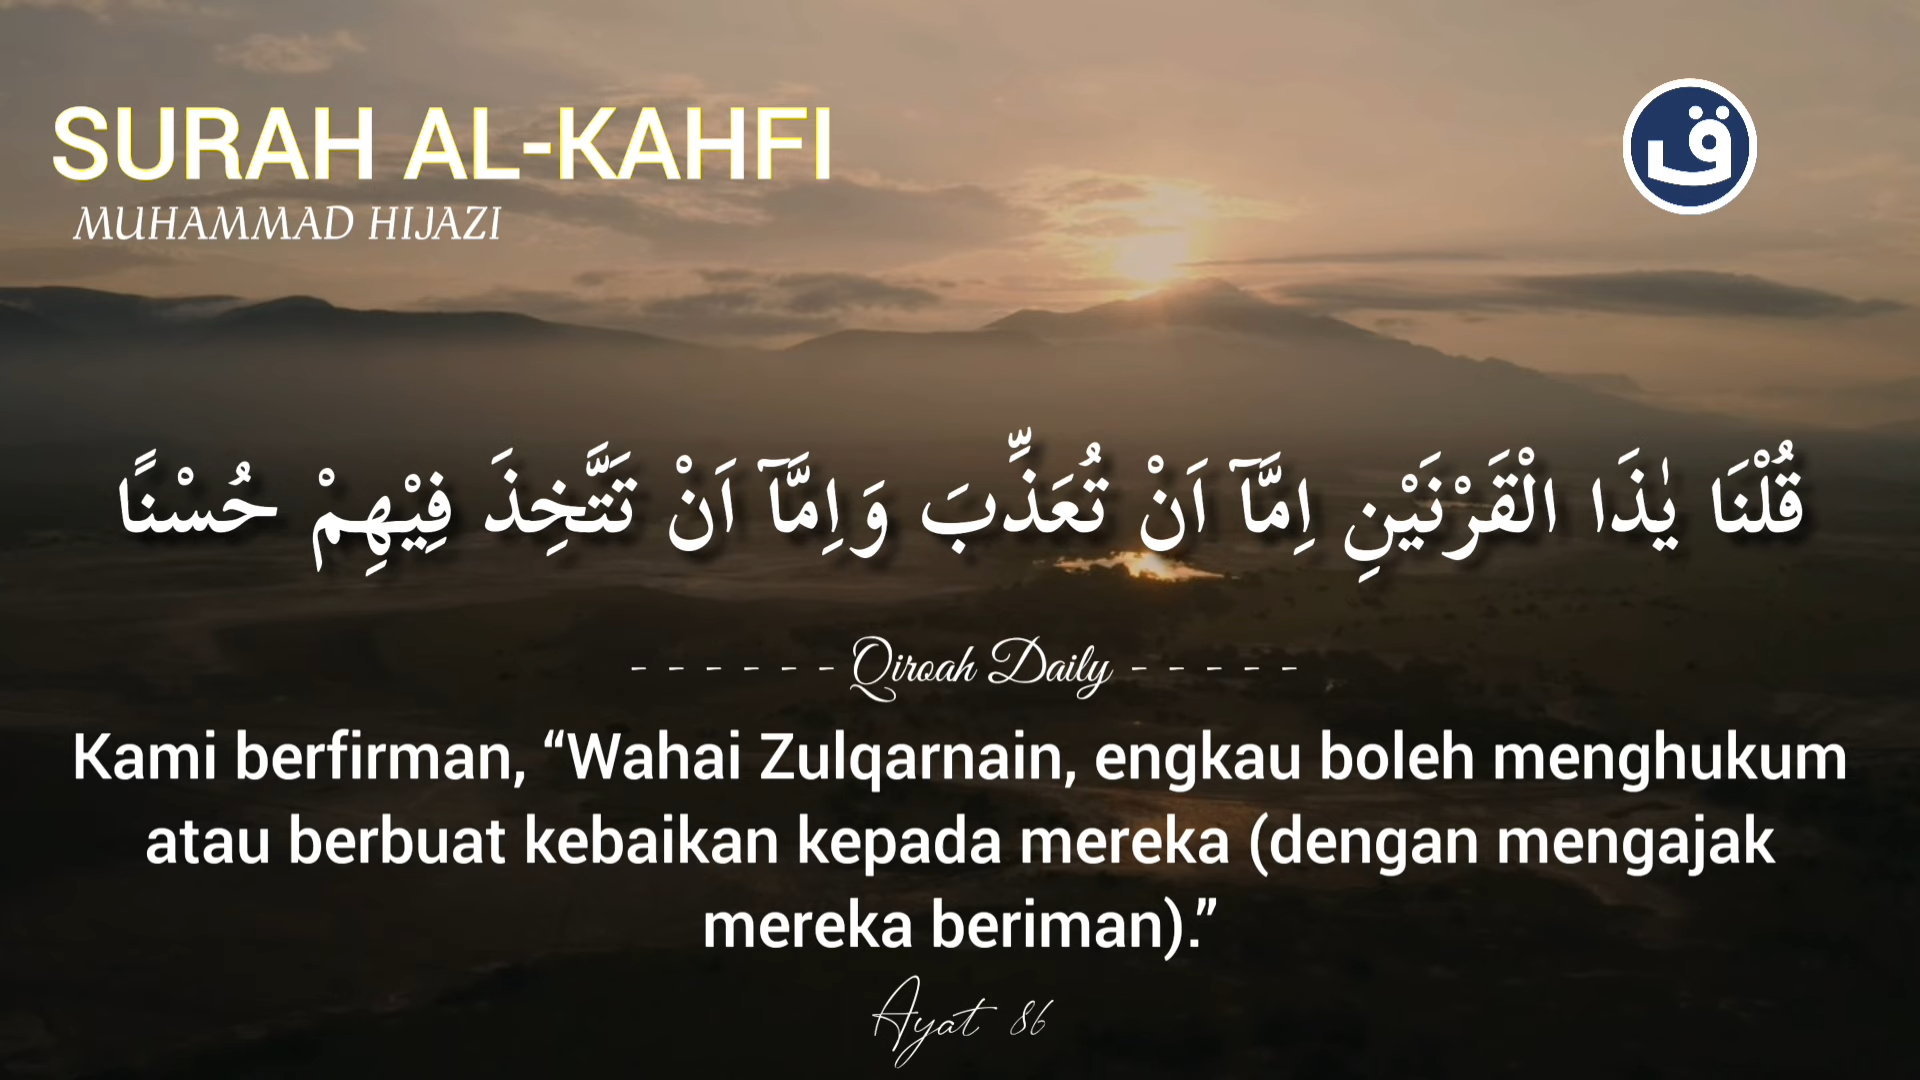 SURAH AL-KAHFI
MUHAMMAD HIJAZI
ق
قُلْنَا يٰذَا الْقَرْنَيْنِ اِمَّآ اَنْ تُعَذِّبَ وَاِمَّآ اَنْ تَتَّخِذَ فِيْهِمْ حُسْنًا
- - - - - - Qiroah Daily - - - - -
Kami berfirman, “Wahai Zulqarnain, engkau boleh menghukum
atau berbuat kebaikan kepada mereka (dengan mengajak
mereka beriman).”
Ayat 86